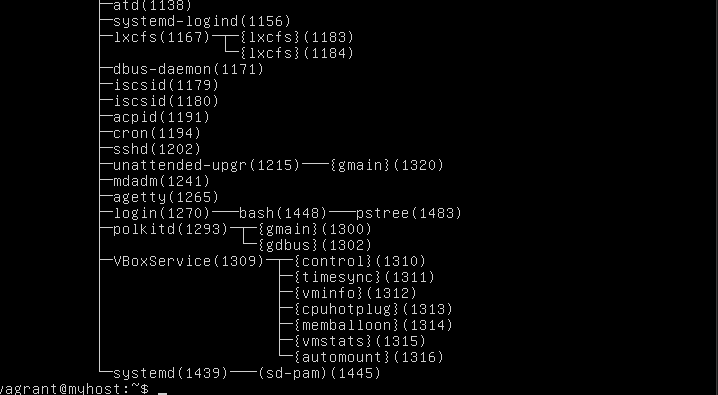 ├─atd(1138)
├─systemd-logind(1156)
├─lxcfs(1167)─┬─{lxcfs}(1183)
│             └─{lxcfs}(1184)
├─dbus-daemon(1171)
├─iscsid(1179)
├─iscsid(1180)
├─acpid(1191)
├─cron(1194)
├─sshd(1202)
├─unattended-upgr(1215)───{gmain}(1320)
├─mdadm(1241)
├─agetty(1265)
├─login(1270)───bash(1448)───pstree(1483)
├─polkitd(1293)─┬─{gmain}(1300)
│               └─{gdbus}(1302)
├─VBoxService(1309)─┬─{control}(1310)
│                   ├─{timesync}(1311)
│                   ├─{vminfo}(1312)
│                   ├─{cpuhotplug}(1313)
│                   ├─{memballoon}(1314)
│                   ├─{vmstats}(1315)
│                   └─{automount}(1316)
└─systemd(1439)───(sd-pam)(1445)
vagrant@myhost:~$ _